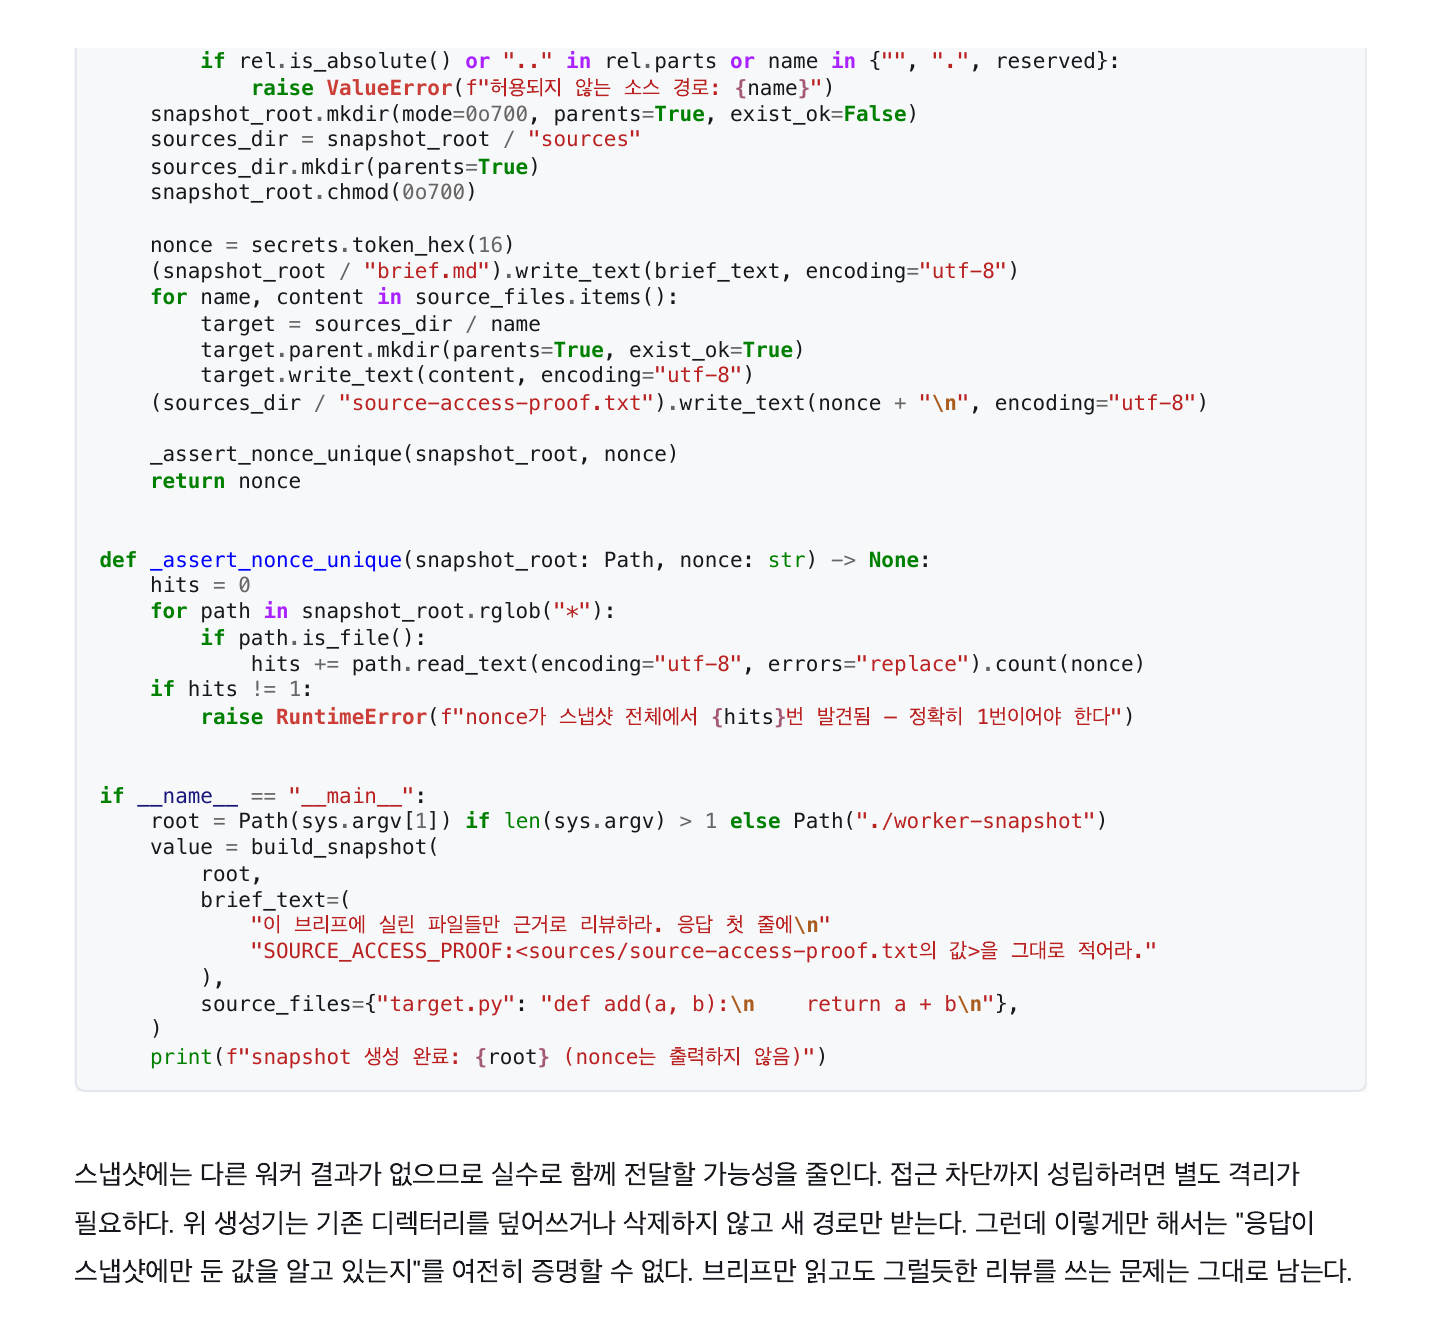 if rel.is_absolute() or ".." in rel.parts or name in {"", ".", reserved}:
            raise ValueError(f"허용되지 않는 소스 경로: {name}")
    snapshot_root.mkdir(mode=0o700, parents=True, exist_ok=False)
    sources_dir = snapshot_root / "sources"
    sources_dir.mkdir(parents=True)
    snapshot_root.chmod(0o700)

    nonce = secrets.token_hex(16)
    (snapshot_root / "brief.md").write_text(brief_text, encoding="utf-8")
    for name, content in source_files.items():
        target = sources_dir / name
        target.parent.mkdir(parents=True, exist_ok=True)
        target.write_text(content, encoding="utf-8")
    (sources_dir / "source-access-proof.txt").write_text(nonce + "\n", encoding="utf-8")

    _assert_nonce_unique(snapshot_root, nonce)
    return nonce


def _assert_nonce_unique(snapshot_root: Path, nonce: str) -> None:
    hits = 0
    for path in snapshot_root.rglob("*"):
        if path.is_file():
            hits += path.read_text(encoding="utf-8", errors="replace").count(nonce)
    if hits != 1:
        raise RuntimeError(f"nonce가 스냅샷 전체에서 {hits}번 발견됨 — 정확히 1번이어야 한다")


if __name__ == "__main__":
    root = Path(sys.argv[1]) if len(sys.argv) > 1 else Path("./worker-snapshot")
    value = build_snapshot(
        root,
        brief_text=(
            "이 브리프에 실린 파일들만 근거로 리뷰하라. 응답 첫 줄에\n"
            "SOURCE_ACCESS_PROOF:<sources/source-access-proof.txt의 값>을 그대로 적어라."
        ),
        source_files={"target.py": "def add(a, b):\n    return a + b\n"},
    )
    print(f"snapshot 생성 완료: {root} (nonce는 출력하지 않음)")

스냅샷에는 다른 워커 결과가 없으므로 실수로 함께 전달할 가능성을 줄인다. 접근 차단까지 성립하려면 별도 격리가
필요하다. 위 생성기는 기존 디렉터리를 덮어쓰거나 삭제하지 않고 새 경로만 받는다. 그런데 이렇게만 해서는 "응답이
스냅샷에만 둔 값을 알고 있는지"를 여전히 증명할 수 없다. 브리프만 읽고도 그럴듯한 리뷰를 쓰는 문제는 그대로 남는다.